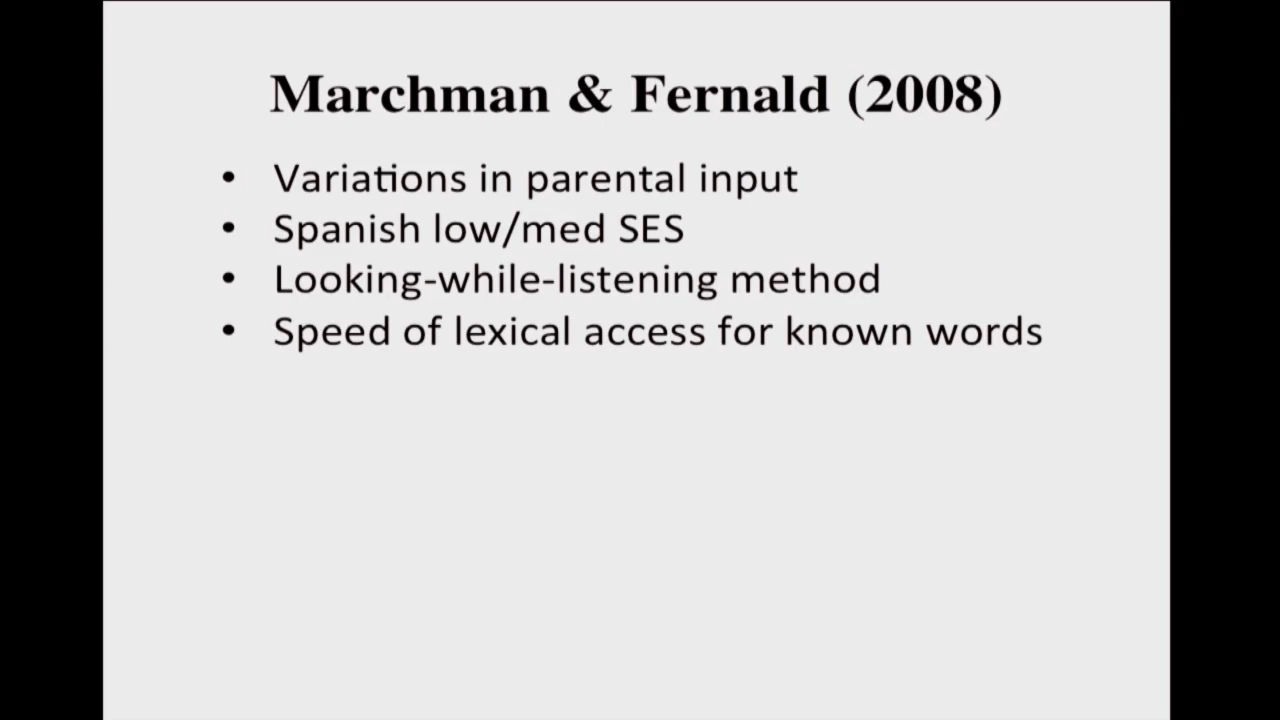 Marchman & Fernald (2008)
• Variations in parental input
• Spanish low/med SES
• Looking-while-listening method
• Speed of lexical access for known words